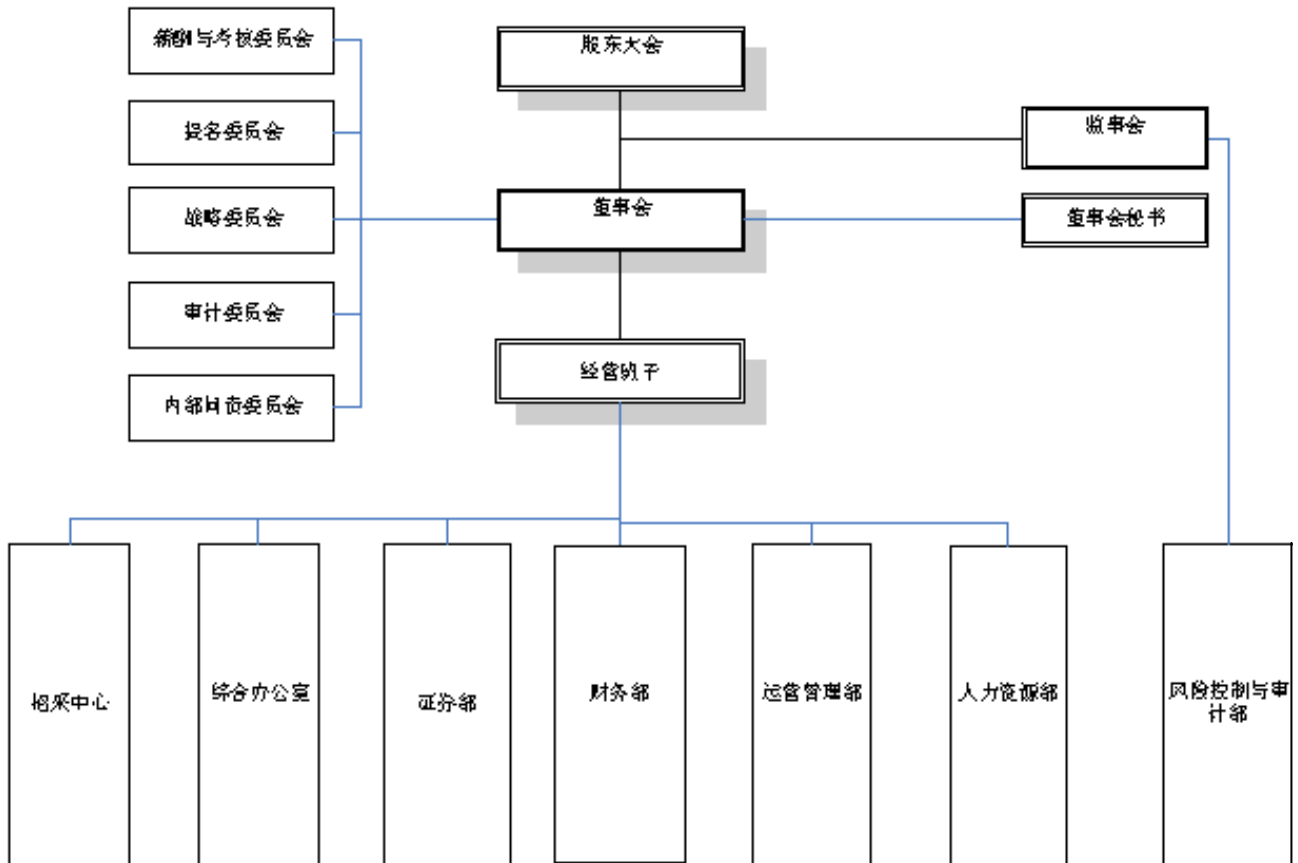 薪酬与考核委员会
股东大会
提名委员会
监事会
战略委员会
董事会
董事会秘书
审计委员会
经营班子
内部问责委员会
招采中心
综合办公室
证券部
财务部
运营管理部
人力资源部
风险控制与审
计部